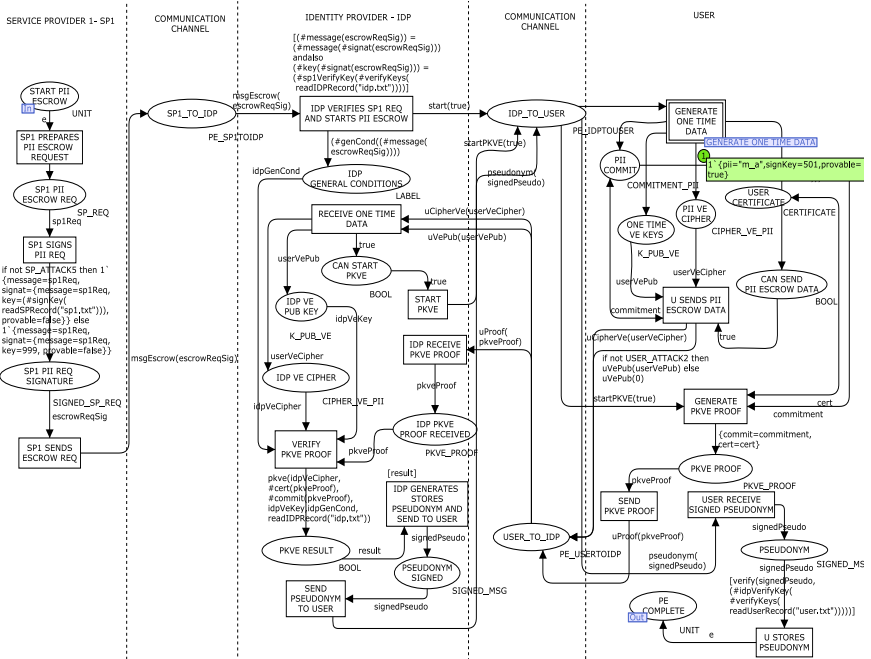 SERVICE PROVIDER 1- SP1
COMMUNICATION
CHANNEL
IDENTITY PROVIDER - IDP
COMMUNICATION
CHANNEL
USER
START PII
ESCROW
In
UNIT
e
SP1 PREPARES
PII ESCROW
REQUEST
SP1 PII
ESCROW REQ
SP_REQ
sp1Req
SP1 SIGNS
PII REQ
if not SP_ATTACK5 then 1`
{message=sp1Req,
signat={message=sp1Req,
key=(#signKey(
readSPRecord("sp1.txt"))),
provable=false}} else
1`{message=sp1Req,
signat={message=sp1Req,
key=999, provable=false}}
SP1 PII REQ
SIGNATURE
SIGNED_SP_REQ
escrowReqSig
SP1 SENDS
ESCROW REQ
msgEscrow(escrowReqSig)
SP1_TO_IDP
PE_SP1TOIDP
msgEscrow(
escrowReqSig)
[(#message(escrowReqSig)) =
(#message(#signat(escrowReqSig)))
andalso
(#key(#signat(escrowReqSig))) =
(#sp1VerifyKey(#verifyKeys(
readIDPRecord("idp.txt"))))]
IDP VERIFIES SP1 REQ
AND STARTS PII ESCROW
start(true)
(#genCond((#message(
escrowReqSig))))
idpGenCond
IDP
GENERAL CONDITIONS
LABEL
RECEIVE ONE TIME
DATA
uCipherVe(userVeCipher)
uVePub(userVePub)
userVePub
true
CAN START
PKVE
BOOL
true
START
PKVE
IDP VE
PUB KEY
idpVeKey
K_PUB_VE
userVeCipher
IDP VE CIPHER
CIPHER_VE_PII
idpVeCipher
IDP RECEIVE
PKVE PROOF
uProof(
pkveProof)
pkveProof
IDP PKVE
PROOF RECEIVED
PKVE_PROOF
pkveProof
VERIFY
PKVE PROOF
pkve(idpVeCipher,
#cert(pkveProof),
#commit(pkveProof),
idpVeKey,idpGenCond,
readIDPRecord("idp.txt"))
[result]
IDP GENERATES
STORES
PSEUDONYM AND
SEND TO USER
PKVE RESULT
result
BOOL
signedPseudo
PSEUDONYM
SIGNED
SIGNED_MSG
signedPseudo
SEND
PSEUDONYM
TO USER
IDP_TO_USER
PE_IDPTOUSER
startPKVE(true)
pseudonym(
signedPseudo)
USER_TO_IDP
PE_USERTOIDP
GENERATE
ONE TIME
DATA
GENERATE ONE TIME DATA
1
1`{pii="m_a",signKey=501,provable=
true}
PII
COMMIT
COMMITMENT_PII
USER
CERTIFICATE
CERTIFICATE
PII VE
CIPHER
CIPHER_VE_PII
ONE TIME
VE KEYS
K_PUB_VE
CAN SEND
PII ESCROW DATA
BOOL
userVePub
userVeCipher
commitment
U SENDS PII
ESCROW DATA
true
uCipherVe(userVeCipher)
if not USER_ATTACK2 then
uVePub(userVePub) else
uVePub(0)
startPKVE(true)
GENERATE
PKVE PROOF
cert
commitment
{commit=commitment,
cert=cert}
PKVE PROOF
PKVE_PROOF
SEND
PKVE PROOF
uProof(pkveProof)
USER RECEIVE
SIGNED PSEUDONYM
pseudonym(
signedPseudo)
signedPseudo
PSEUDONYM
SIGNED_MS
signedPseudo
[verify(signedPseudo,
(#idpVerifyKey(
#verifyKeys(
readUserRecord("user.txt")))))]
PE
COMPLETE
Out
UNIT
e
U STORES
PSEUDONYM